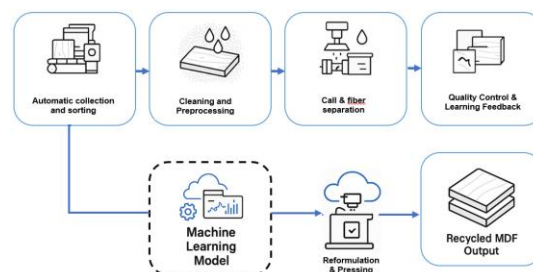 Automatic collection
and sorting
Cleaning and
Preprocessing
Call & fiber
separation
Quality Control &
Learning Feedback
Machine
Learning
Model
Reformulation
& Pressing
Recycled MDF
Output